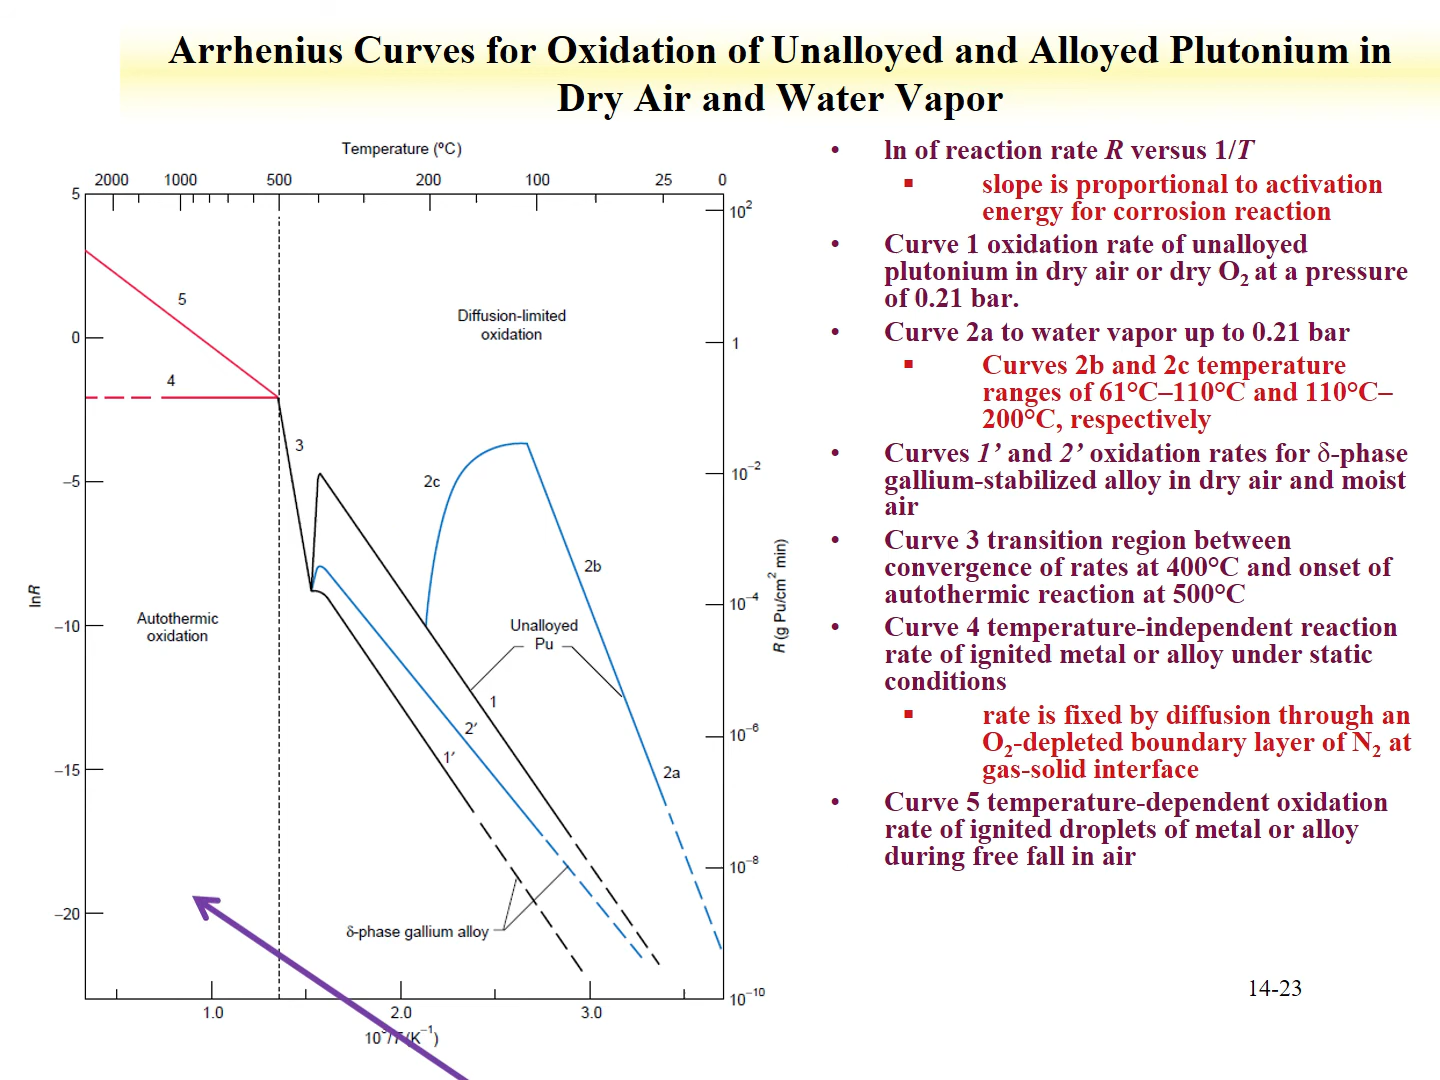 Arrhenius Curves for Oxidation of Unalloyed and Alloyed Plutonium in
Dry Air and Water Vapor
Temperature (°C)
2000 1000 500 200 100 25 0
5
0
–5
–10
–15
–20
lnR
10²
1
10⁻²
10⁻⁴
10⁻⁶
10⁻⁸
10⁻¹⁰
R (g Pu/cm² min)
5
4
3
Diffusion-limited
oxidation
2c
2b
Autothermic
oxidation
Unalloyed
Pu
1
2′
1′
2a
δ-phase gallium alloy
1.0 2.0 3.0
10³/T (K⁻¹)
• ln of reaction rate R versus 1/T
▪ slope is proportional to activation
energy for corrosion reaction
• Curve 1 oxidation rate of unalloyed
plutonium in dry air or dry O₂ at a pressure
of 0.21 bar.
• Curve 2a to water vapor up to 0.21 bar
▪ Curves 2b and 2c temperature
ranges of 61°C–110°C and 110°C–
200°C, respectively
• Curves 1’ and 2’ oxidation rates for δ-phase
gallium-stabilized alloy in dry air and moist
air
• Curve 3 transition region between
convergence of rates at 400°C and onset of
autothermic reaction at 500°C
• Curve 4 temperature-independent reaction
rate of ignited metal or alloy under static
conditions
▪ rate is fixed by diffusion through an
O₂-depleted boundary layer of N₂ at
gas-solid interface
• Curve 5 temperature-dependent oxidation
rate of ignited droplets of metal or alloy
during free fall in air
14-23